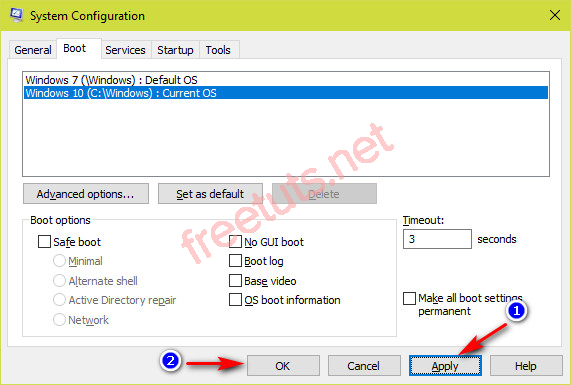 System Configuration
General Boot Services Startup Tools
Windows 7 (\Windows) : Default OS
Windows 10 (C:\Windows) : Current OS
freetuts.net
Advanced options... Set as default Delete
Boot options
Timeout:
Safe boot No GUI boot
3 seconds
Minimal Boot log
Alternate shell Base video
Active Directory repair OS boot information
Make all boot settings
permanent
Network
1
2
OK Cancel Apply Help